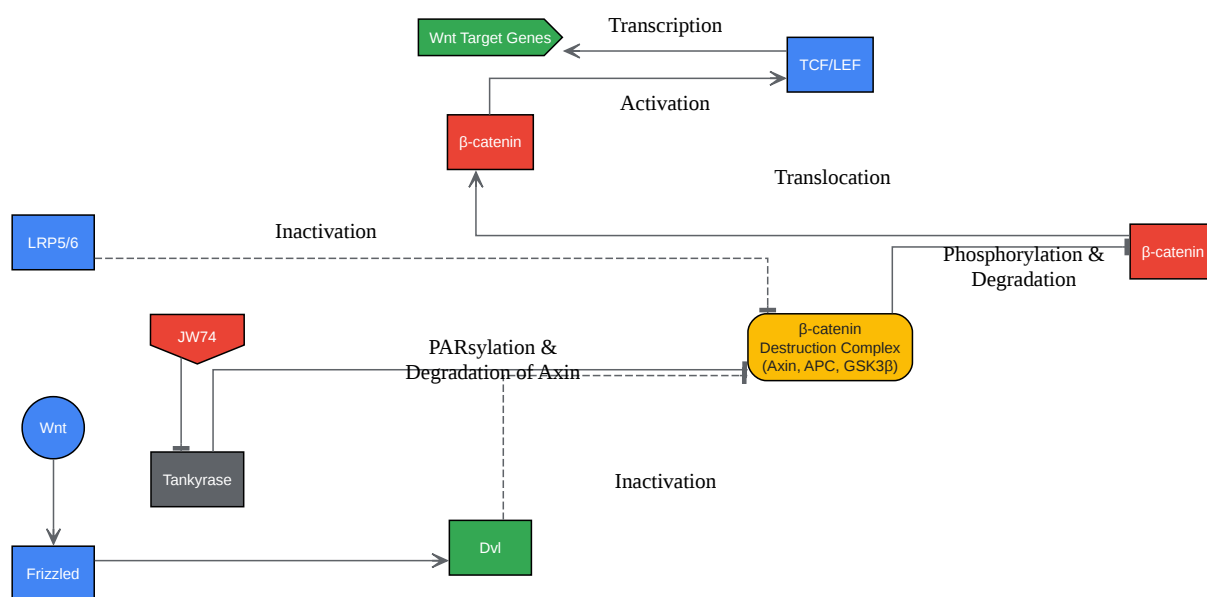 Transcription
Wnt Target Genes
TCF/LEF
Activation
β-catenin
Translocation
LRP5/6
Inactivation
β-catenin
Phosphorylation &
Degradation
JW74
β-catenin
Destruction Complex
(Axin, APC, GSK3β)
PARsylation &
Degradation of Axin
Wnt
Tankyrase
Inactivation
Dvl
Frizzled